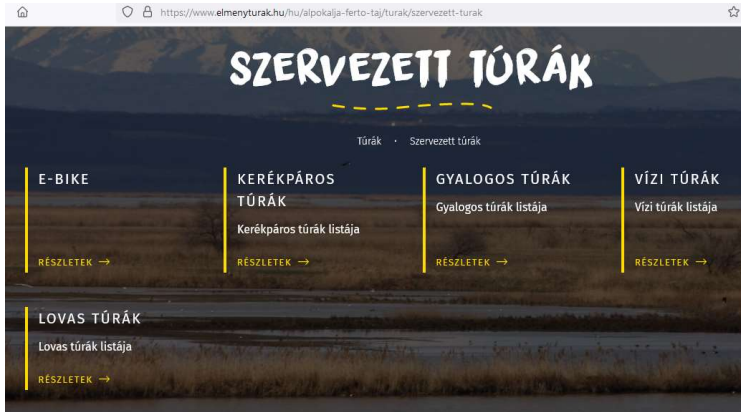 https://www.elmenyturak.hu/hu/alpokalja-ferto-taj/turak/szervezett-turak
SZERVEZETT TÚRÁK
Túrák · Szervezett túrák
E-BIKE
RÉSZLETEK →
KERÉKPÁROS
TÚRÁK
Kerékpáros túrák listája
RÉSZLETEK →
GYALOGOS TÚRÁK
Gyalogos túrák listája
RÉSZLETEK →
VÍZI TÚRÁK
Vízi túrák listája
RÉSZLETEK →
LOVAS TÚRÁK
Lovas túrák listája
RÉSZLETEK →